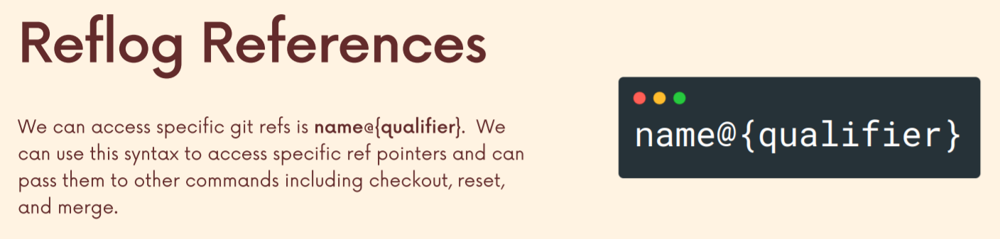 Reflog References
We can access specific git refs is name@{qualifier}.  We
can use this syntax to access specific ref pointers and can
pass them to other commands including checkout, reset,
and merge.
name@{qualifier}